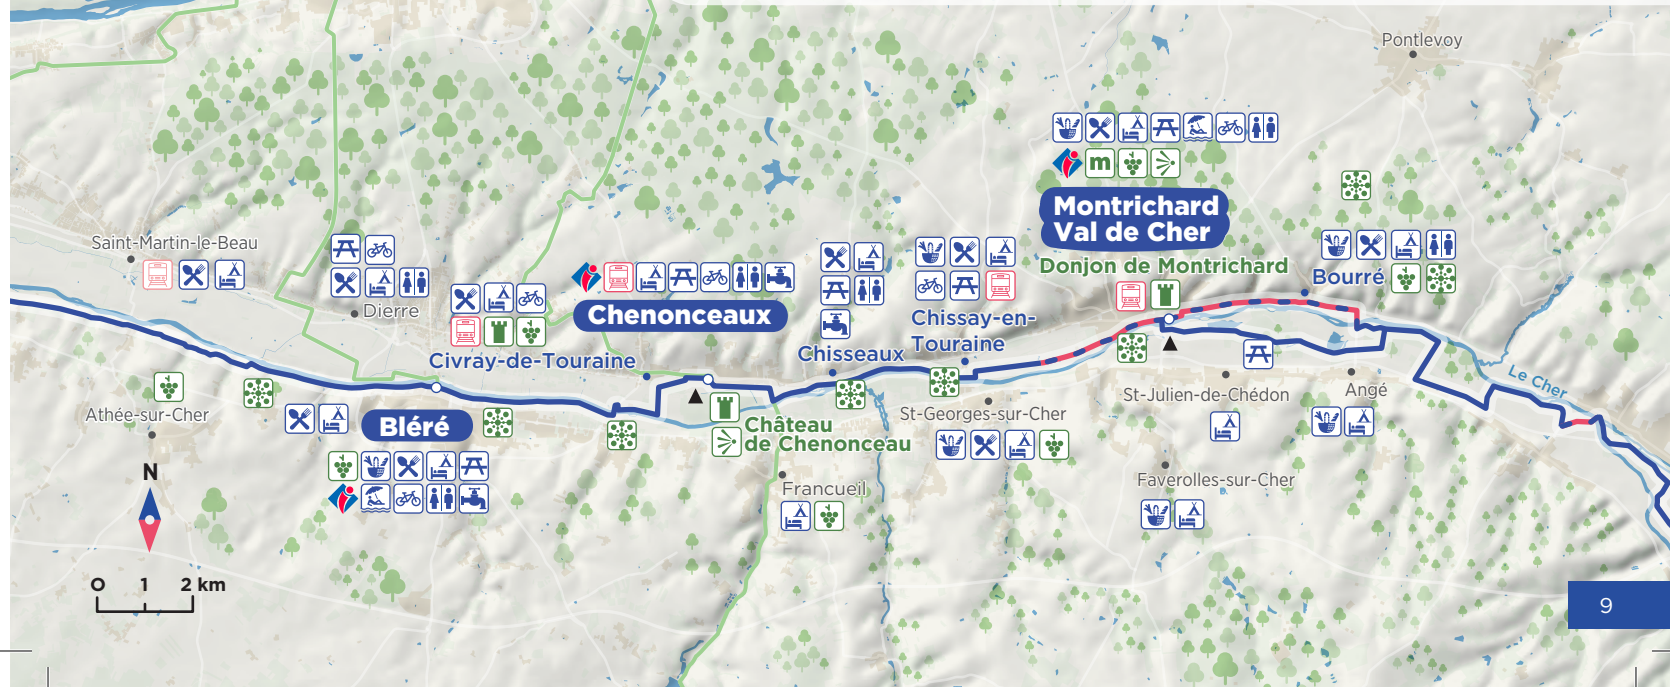 Pontlevoy
m
Montrichard
Val de Cher
Saint-Martin-le-Beau
Donjon de Montrichard
Bourré
Dierre
Chenonceaux
Chissay-en-
Touraine
Civray-de-Touraine
Chisseaux
Le Cher
St-Julien-de-Chédon
Angé
Athée-sur-Cher
St-Georges-sur-Cher
Bléré
Château
de Chenonceau
N
Francueil
Faverolles-sur-Cher
0 1 2 km
9